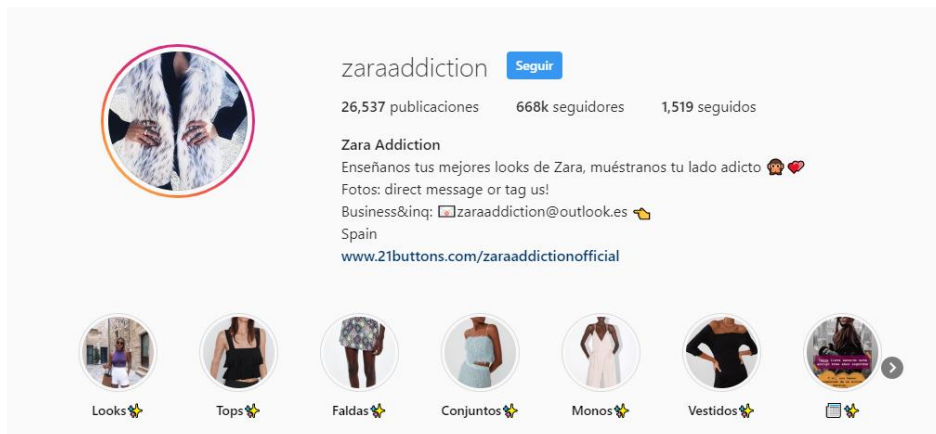 zaraaddiction Seguir
26,537 publicaciones 668k seguidores 1,519 seguidos
Zara Addiction
Enseñanos tus mejores looks de Zara, muéstranos tu lado adicto 🙊💞
Fotos: direct message or tag us!
Business&inq: 💌zaraaddiction@outlook.es 👈
Spain
www.21buttons.com/zaraaddictionofficial
Looks✨ Tops✨ Faldas✨ Conjuntos✨ Monos✨ Vestidos✨ 📰✨